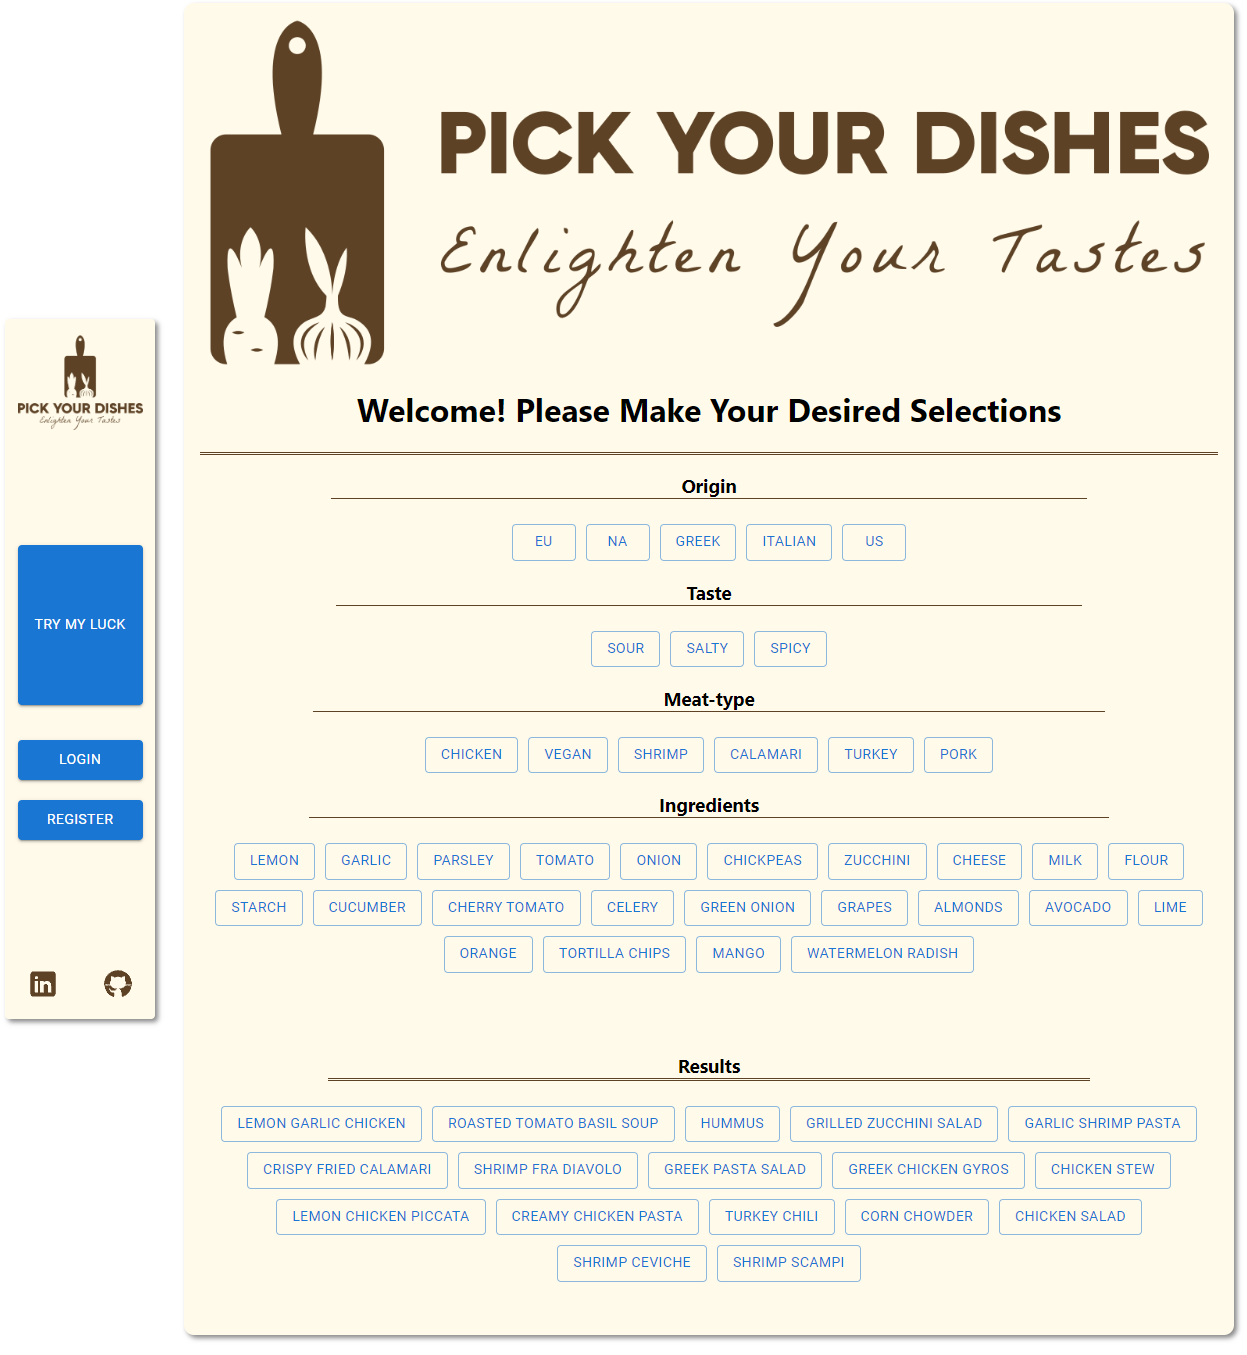 PICK YOUR DISHES
Enlighten Your Tastes
TRY MY LUCK
LOGIN
REGISTER
in
PICK YOUR DISHES
Enlighten Your Tastes
Welcome! Please Make Your Desired Selections
Origin
EU NA GREEK ITALIAN US
Taste
SOUR SALTY SPICY
Meat-type
CHICKEN VEGAN SHRIMP CALAMARI TURKEY PORK
Ingredients
LEMON GARLIC PARSLEY TOMATO ONION CHICKPEAS ZUCCHINI CHEESE MILK FLOUR
STARCH CUCUMBER CHERRY TOMATO CELERY GREEN ONION GRAPES ALMONDS AVOCADO LIME
ORANGE TORTILLA CHIPS MANGO WATERMELON RADISH
Results
LEMON GARLIC CHICKEN ROASTED TOMATO BASIL SOUP HUMMUS GRILLED ZUCCHINI SALAD GARLIC SHRIMP PASTA
CRISPY FRIED CALAMARI SHRIMP FRA DIAVOLO GREEK PASTA SALAD GREEK CHICKEN GYROS CHICKEN STEW
LEMON CHICKEN PICCATA CREAMY CHICKEN PASTA TURKEY CHILI CORN CHOWDER CHICKEN SALAD
SHRIMP CEVICHE SHRIMP SCAMPI